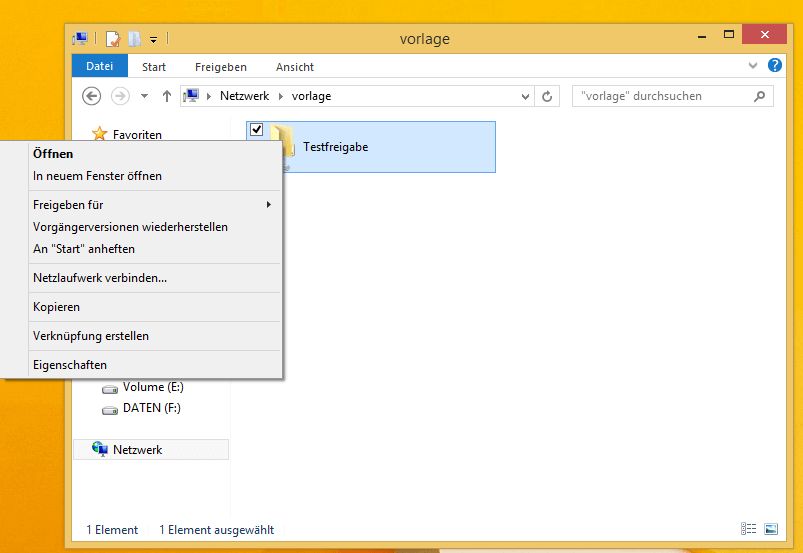 vorlage
Datei Start Freigeben Ansicht
Netzwerk vorlage "vorlage" durchsuchen
Favoriten
Testfreigabe
Öffnen
In neuem Fenster öffnen
Freigeben für
Vorgängerversionen wiederherstellen
An "Start" anheften
Netzlaufwerk verbinden...
Kopieren
Verknüpfung erstellen
Eigenschaften
Volume (E:)
DATEN (F:)
Netzwerk
1 Element 1 Element ausgewählt